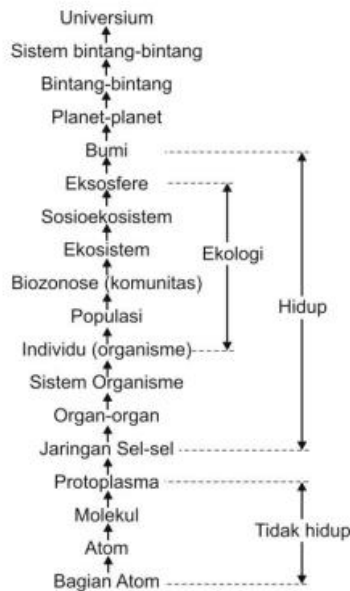 Universium
Sistem bintang-bintang
Bintang-bintang
Planet-planet
Bumi
Eksosfere
Sosioekosistem
Ekosistem
Ekologi
Biozonose (komunitas)
Hidup
Populasi
Individu (organisme)
Sistem Organisme
Organ-organ
Jaringan Sel-sel
Protoplasma
Molekul
Tidak hidup
Atom
Bagian Atom